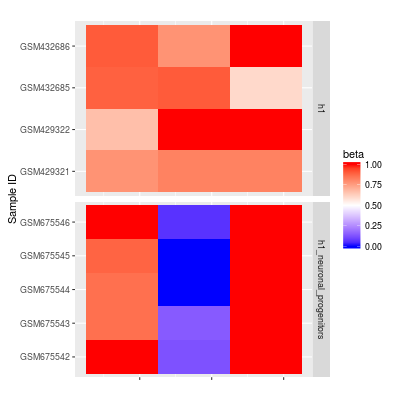 GSM432686
GSM432685
GSM429322
GSM429321
h1
Sample ID
GSM675546
GSM675545
GSM675544
GSM675543
GSM675542
h1_neuronal_progenitors
beta
1.00
0.75
0.50
0.25
0.00